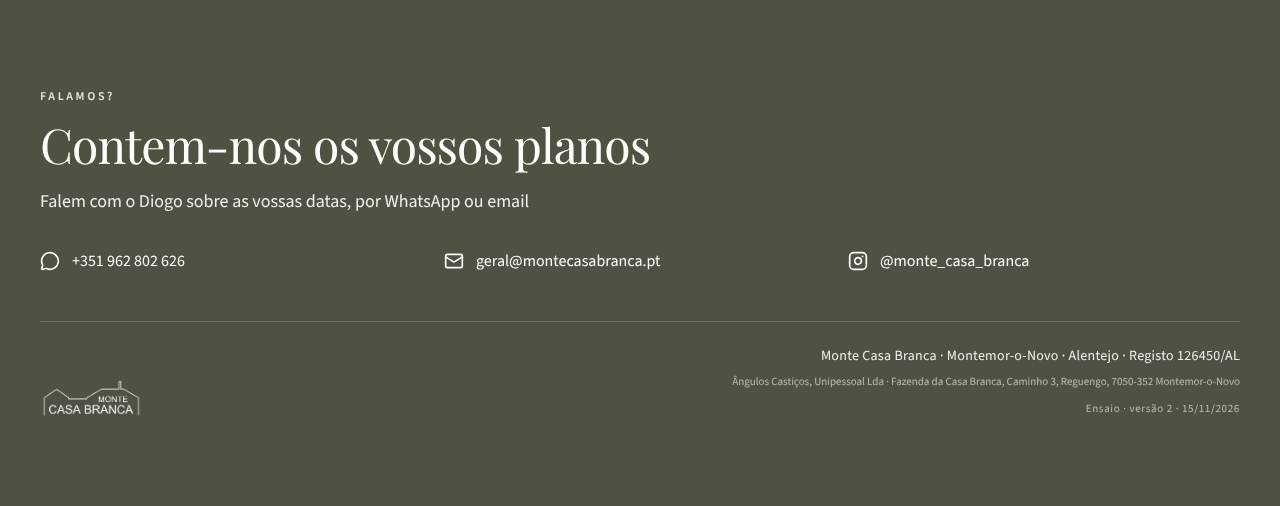 FALAMOS?
Contem-nos os vossos planos
Falem com o Diogo sobre as vossas datas, por WhatsApp ou email
+351 962 802 626
geral@montecasabranca.pt
@monte_casa_branca
Monte Casa Branca · Montemor-o-Novo · Alentejo · Registo 126450/AL
Ângulos Castiços, Unipessoal Lda · Fazenda da Casa Branca, Caminho 3, Reguengo, 7050-352 Montemor-o-Novo
MONTE
CASA BRANCA
Ensaio · versão 2 · 15/11/2026